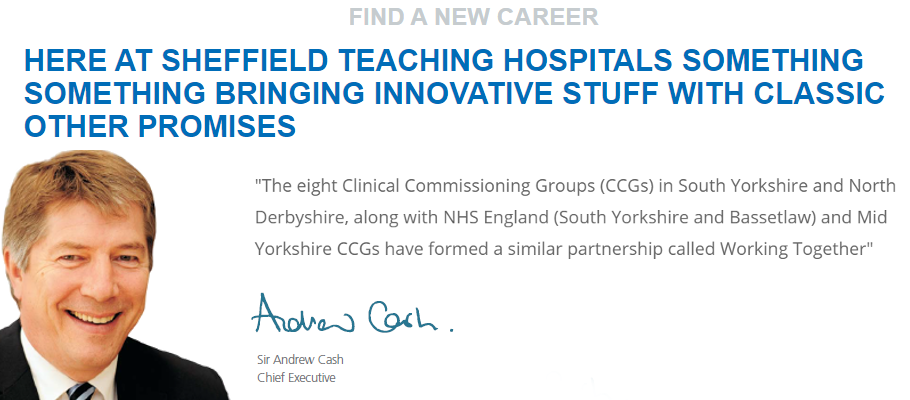 FIND A NEW CAREER
HERE AT SHEFFIELD TEACHING HOSPITALS SOMETHING
SOMETHING BRINGING INNOVATIVE STUFF WITH CLASSIC
OTHER PROMISES
"The eight Clinical Commissioning Groups (CCGs) in South Yorkshire and North
Derbyshire, along with NHS England (South Yorkshire and Bassetlaw) and Mid
Yorkshire CCGs have formed a similar partnership called Working Together"
Andrew Cash.
Sir Andrew Cash
Chief Executive